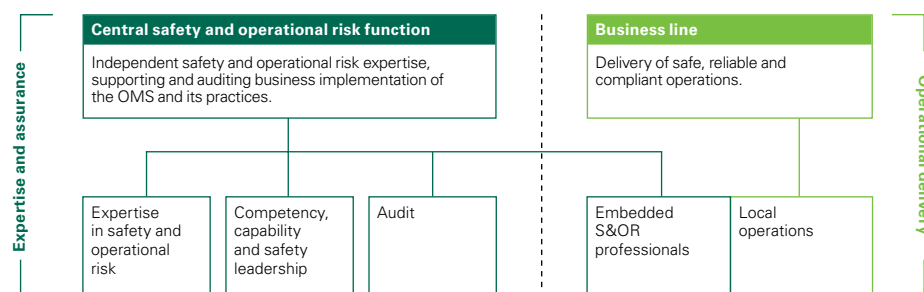 Expertise and assurance
Central safety and operational risk function
Independent safety and operational risk expertise,
supporting and auditing business implementation of
the OMS and its practices.
Business line
Delivery of safe, reliable and
compliant operations.
Expertise
in safety and
operational
risk
Competency,
capability
and safety
leadership
Audit
Embedded
S&OR
professionals
Local
operations
Operational delivery